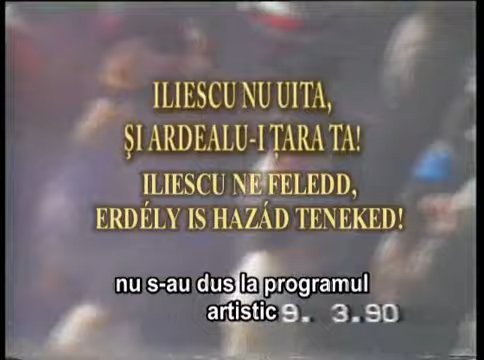 ILIESCU NU UITA,
ŞI ARDEALU-I ŢARA TA!
ILIESCU NE FELEDD,
ERDÉLY IS HAZÁD TENEKED!
nu s-au dus la programul
artistic 9. 3.90